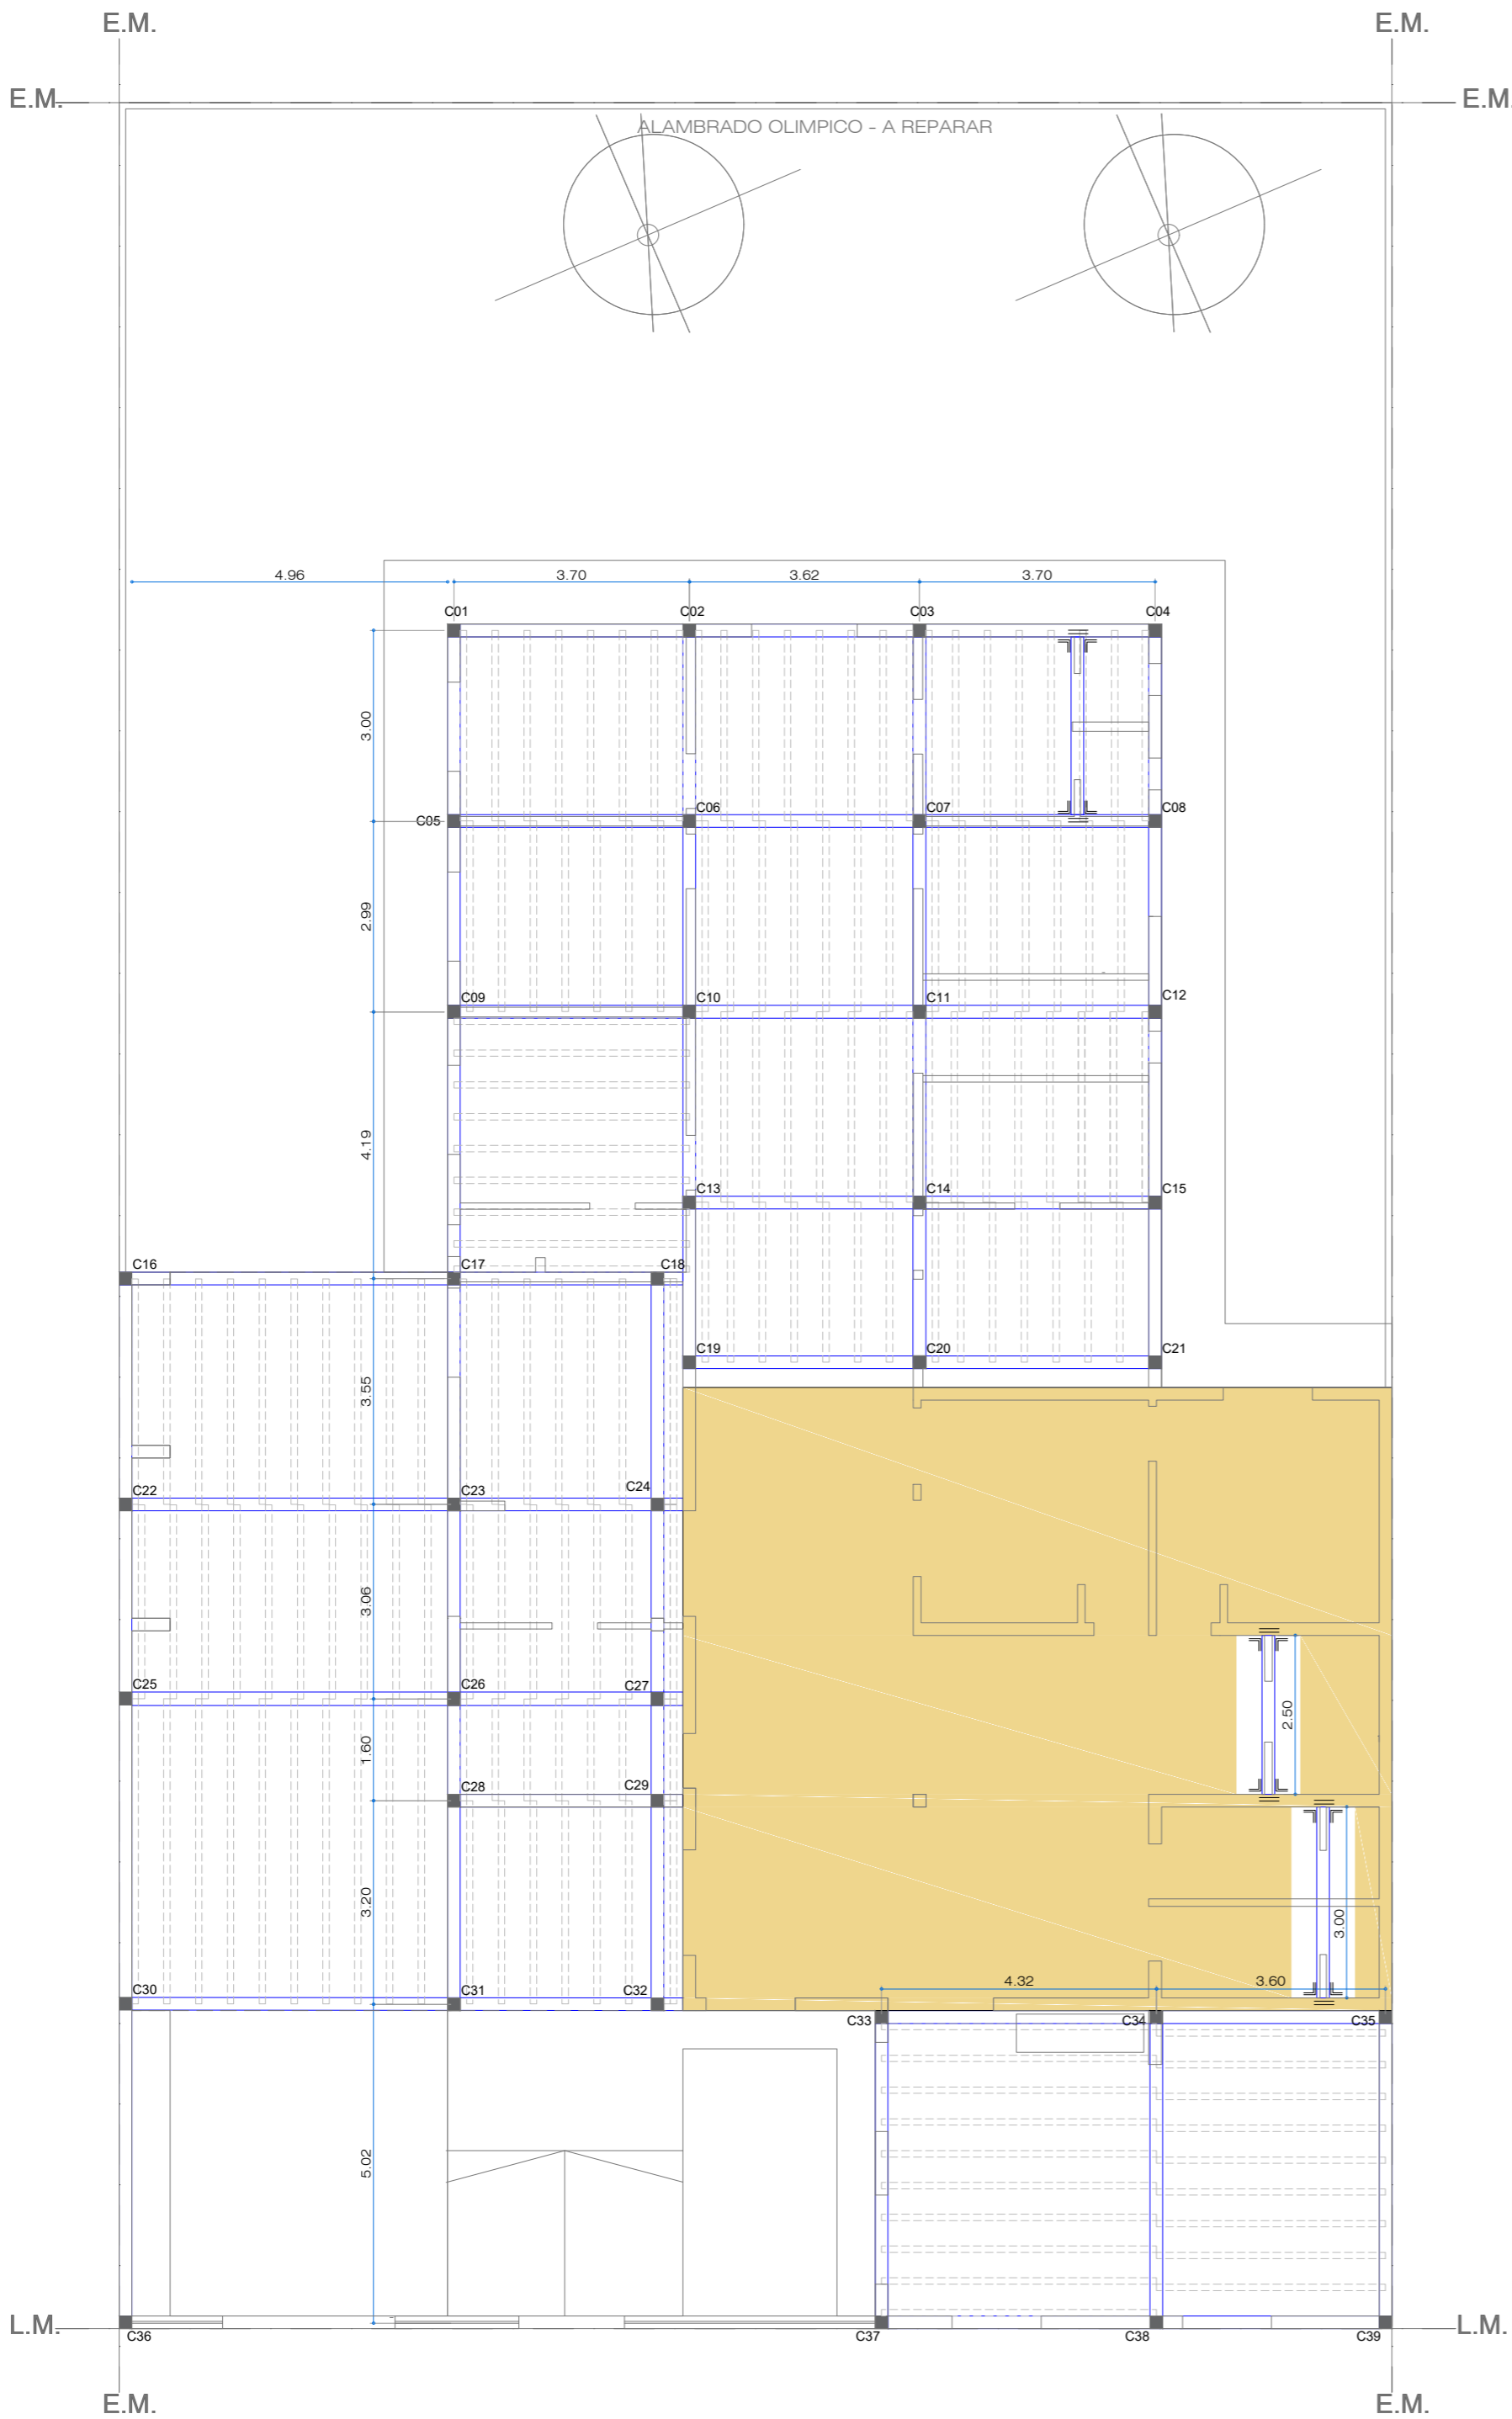 E.M. E.M.
E.M. E.M.
ALAMBRADO OLIMPICO - A REPARAR
4.96 3.70 3.62 3.70
C01 C02 C03 C04
3.00
C05 C06 C07 C08
2.99
C09 C10 C11 C12
4.19
C13 C14 C15
C16 C17 C18
C19 C20 C21
3.55
C22 C23 C24
3.06
C25 C26 C27
2.50
1.60
C28 C29
3.20
3.00
4.32 3.60
C30 C31 C32
C33 C34 C35
5.02
L.M. L.M.
C36 C37 C38 C39
E.M. E.M.